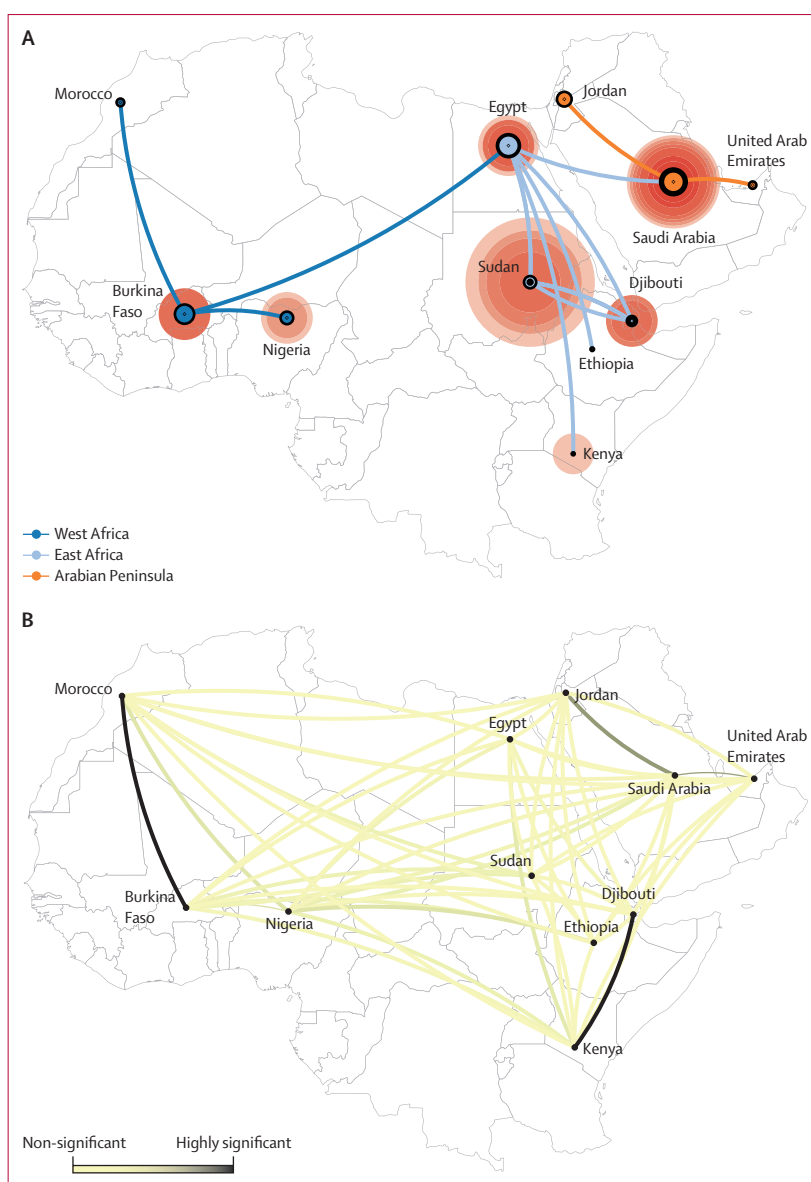 A
Morocco
Jordan
Egypt
United Arab
Emirates
Saudi Arabia
Sudan
Djibouti
Burkina
Faso
Nigeria
Ethiopia
Kenya
West Africa
East Africa
Arabian Peninsula
B
Morocco
Jordan
Egypt
United Arab
Emirates
Saudi Arabia
Sudan
Djibouti
Burkina
Faso
Nigeria
Ethiopia
Kenya
Non-significant
Highly significant